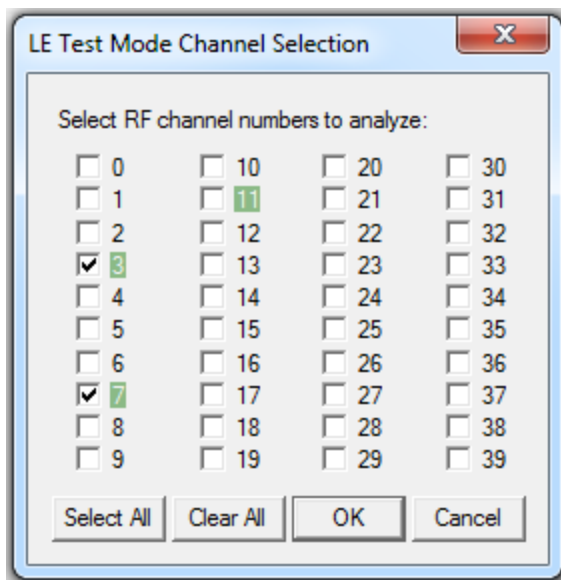 LE Test Mode Channel Selection
Select RF channel numbers to analyze:
0 10 20 30
1 11 21 31
2 12 22 32
3 13 23 33
4 14 24 34
5 15 25 35
6 16 26 36
7 17 27 37
8 18 28 38
9 19 29 39
Select All Clear All OK Cancel